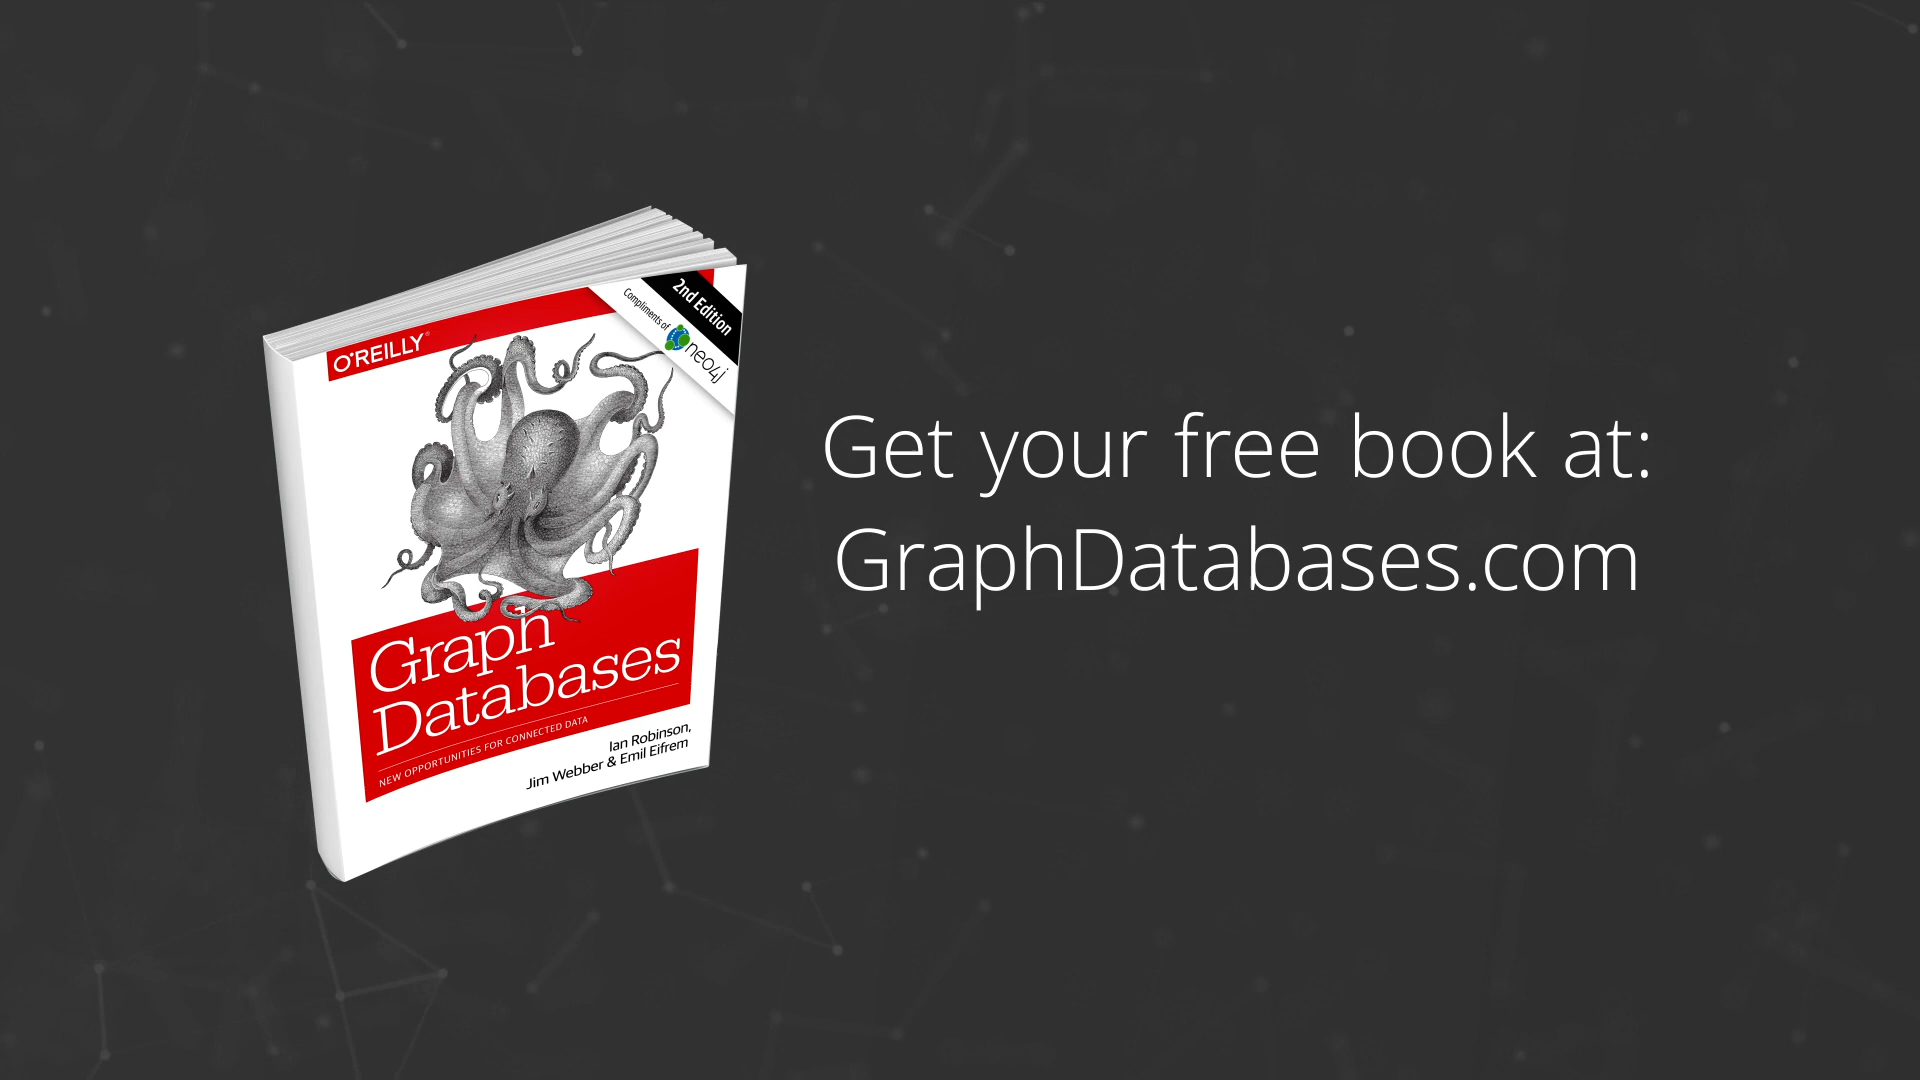 O'REILLY®
2nd Edition
Compliments of
neo4j
Graph
Databases
NEW OPPORTUNITIES FOR CONNECTED DATA
Ian Robinson,
Jim Webber & Emil Eifrem
Get your free book at:
GraphDatabases.com